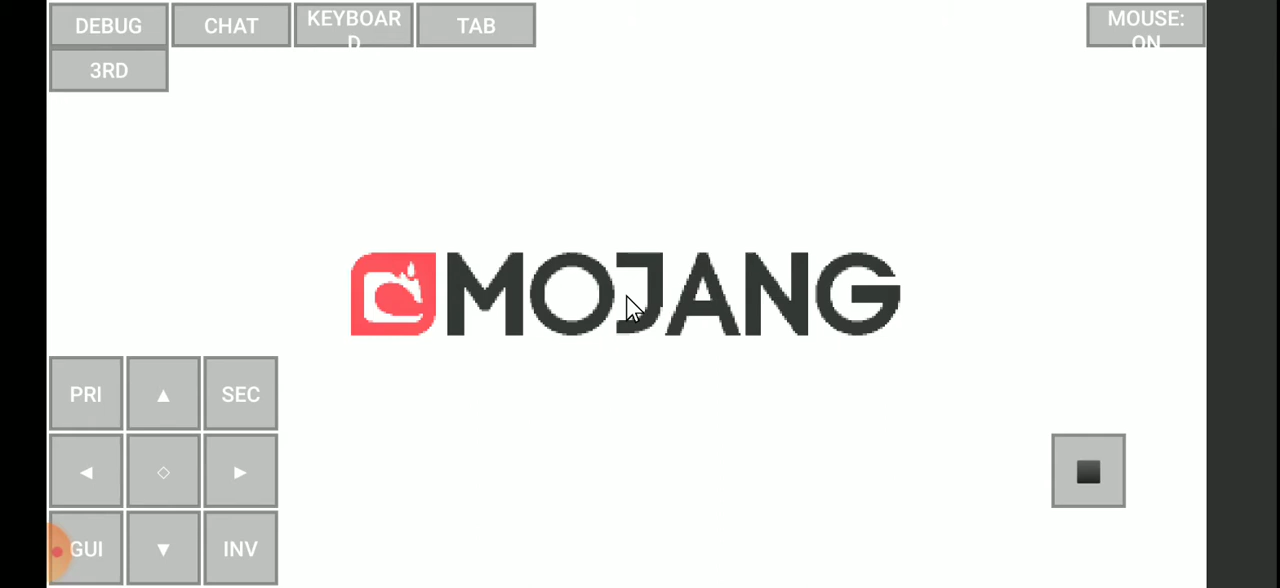 DEBUG
CHAT
KEYBOAR
D
TAB
MOUSE:
ON
3RD
MOJANG
PRI
▲
SEC
◀
◇
▶
GUI
▼
INV